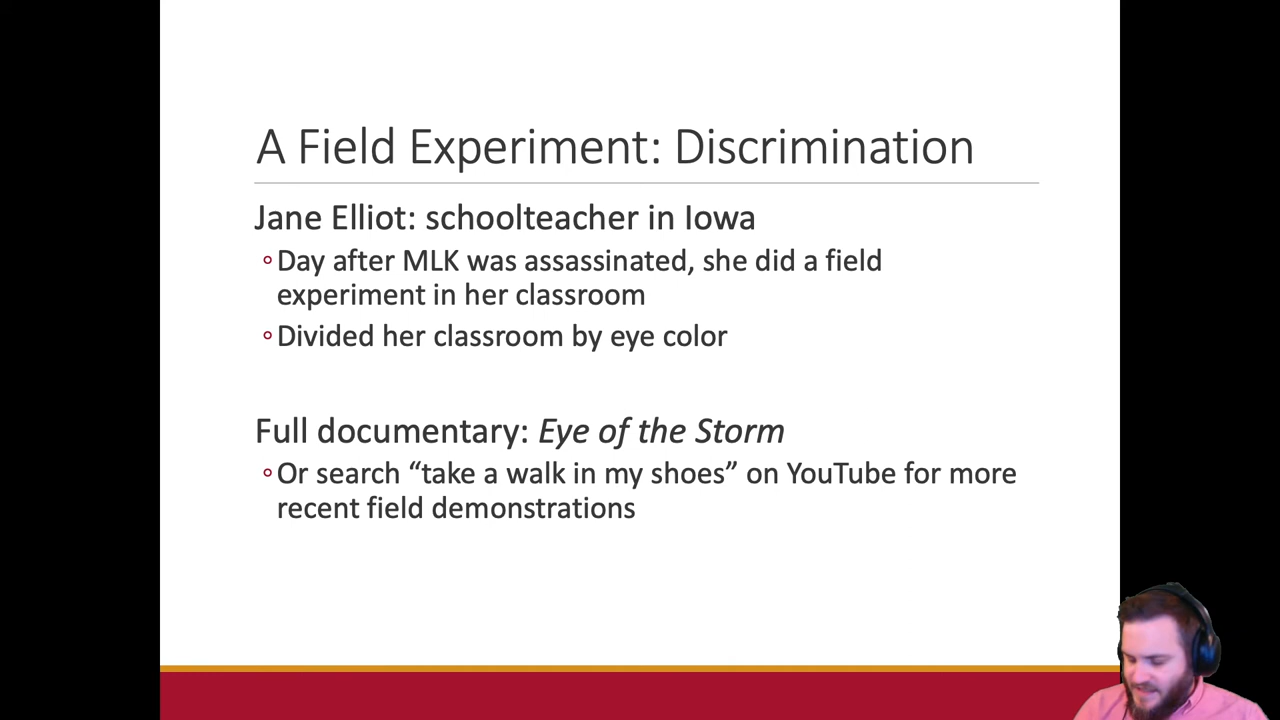 A Field Experiment: Discrimination
Jane Elliot: schoolteacher in Iowa
◦Day after MLK was assassinated, she did a field
experiment in her classroom
◦Divided her classroom by eye color
Full documentary: Eye of the Storm
◦Or search “take a walk in my shoes” on YouTube for more
recent field demonstrations